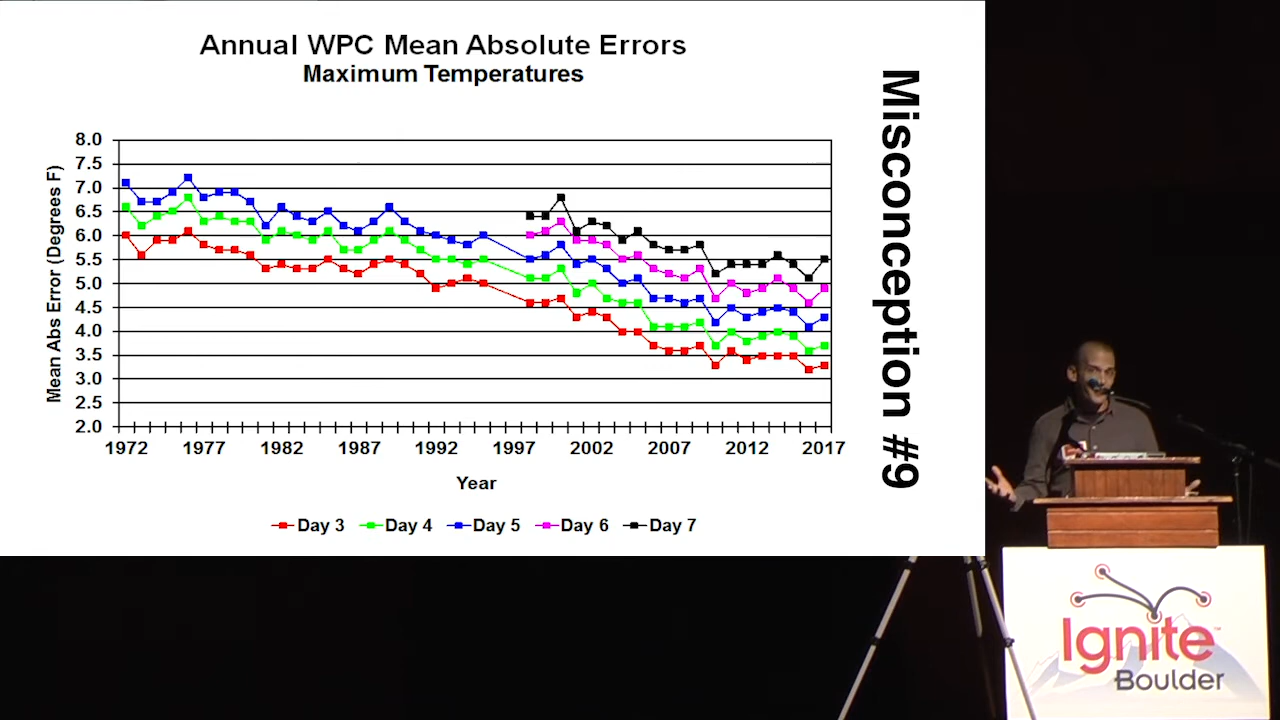 Annual WPC Mean Absolute Errors
Maximum Temperatures
Misconception #9
Mean Abs Error (Degrees F)
8.0
7.5
7.0
6.5
6.0
5.5
5.0
4.5
4.0
3.5
3.0
2.5
2.0
1972 1977 1982 1987 1992 1997 2002 2007 2012 2017
Year
Day 3 Day 4 Day 5 Day 6 Day 7
Ignite™
Boulder